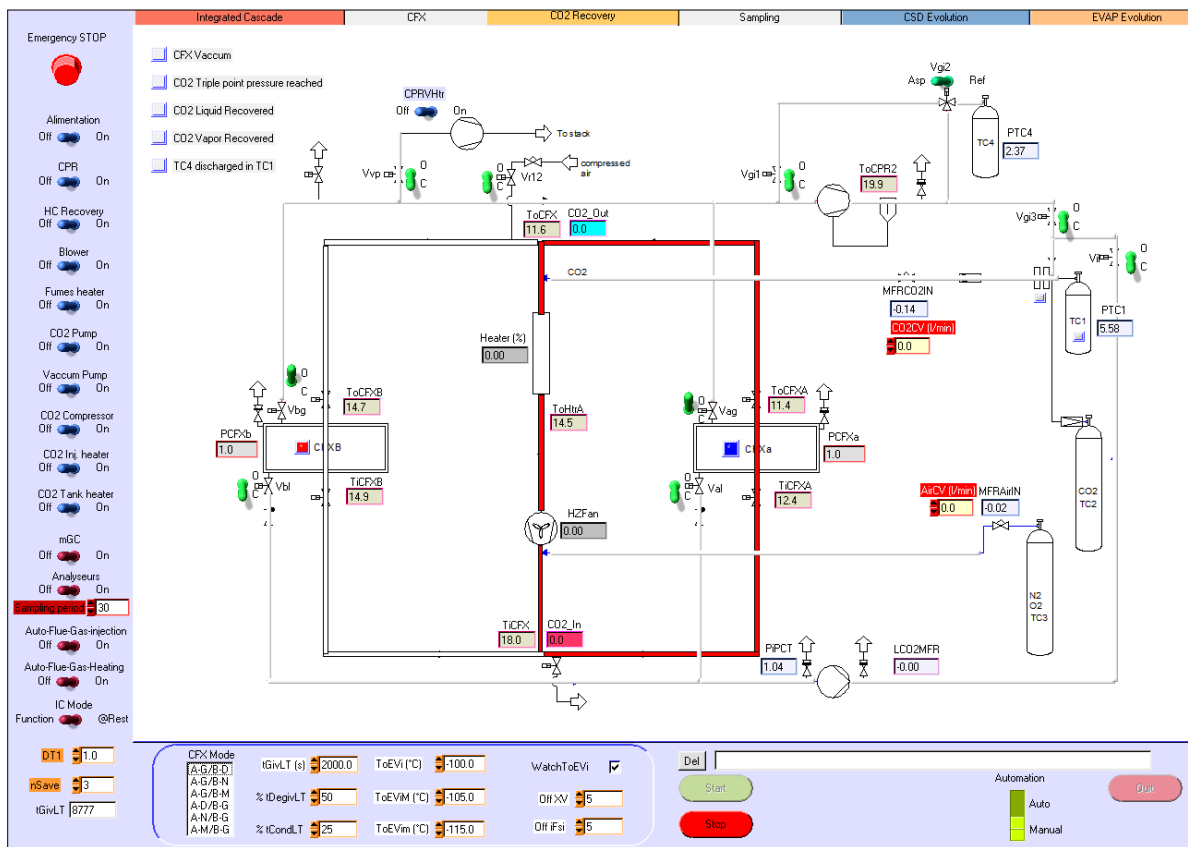 Integrated Cascade
CFX
CO2 Recovery
Sampling
CSD Evolution
EVAP Evolution
Emergency STOP
Alimentation
Off On
CPR
Off On
HC Recovery
Off On
Blower
Off On
Fumes heater
Off On
CO2 Pump
Off On
Vaccum Pump
Off On
CO2 Compressor
Off On
CO2 Inj. heater
Off On
CO2 Tank heater
Off On
mGC
Off On
Analyseurs
Off On
Sampling period 30
Auto-Flue-Gas-injection
Off On
Auto-Flue-Gas-Heating
Off On
IC Mode
Function @Rest
DT1 1.0
nSave 3
tGivLT 8777
CFX Vaccum
CO2 Triple point pressure reached
CO2 Liquid Recovered
CO2 Vapor Recovered
TC4 discharged in TC1
CPRVHtr
Off On
To stack
compressed
air
Vvp
O
C
O
C
Vr12
Vgi2
Asp Ref
TC4
PTC4
2.37
Vgi1
O
C
ToCPR2
19.9
Vgi3
O
C
O
C
ToCFX
11.6
CO2_Out
0.0
CO2
MFRCO2IN
-0.14
CO2CV (l/min)
0.0
TC1
PTC1
5.58
Heater (%)
0.00
O
C
Vbg
ToCFXB
14.7
PCFXb
1.0
CFXB
O
C
Vbl
TiCFXB
14.9
ToHtrA
14.5
O
C
Vag
ToCFXA
11.4
CFXa
PCFXa
1.0
O
C
Val
TiCFXA
12.4
AirCV (l/min)
0.0
MFRAirIN
-0.02
CO2
TC2
HZFan
0.00
N2
O2
TC3
TiCFX
18.0
CO2_In
0.0
PiPCT
1.04
LCO2MFR
-0.00
CFX Mode
A-G/B-D
A-G/B-N
A-G/B-M
A-D/B-G
A-N/B-G
A-M/B-G
tGivLT (s) 2000.0
% tDegivLT 50
% tCondLT 25
ToEVi (°C) -100.0
ToEViM (°C) -105.0
ToEVim (°C) -115.0
WatchToEVi
Off XV 5
Off iFsi 5
Del
Start
Stop
Automation
Auto
Manual
Quit